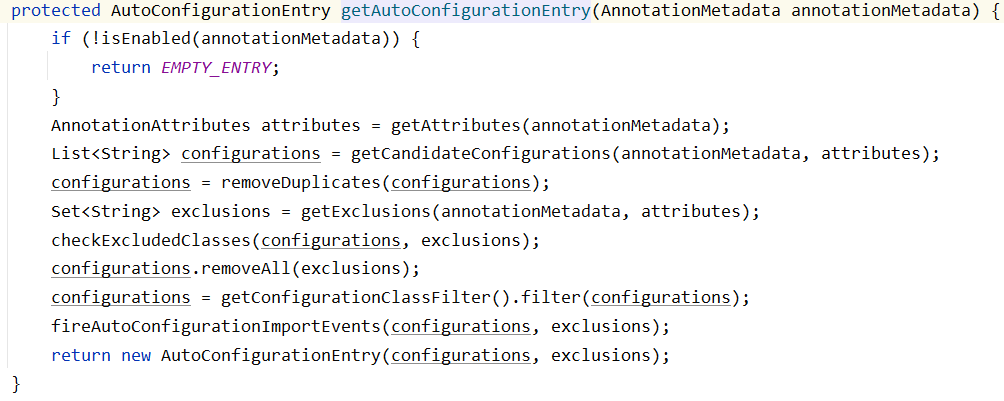 protected AutoConfigurationEntry getAutoConfigurationEntry(AnnotationMetadata annotationMetadata) {
if (!isEnabled(annotationMetadata)) {
return EMPTY_ENTRY;
}
AnnotationAttributes attributes = getAttributes(annotationMetadata);
List<String> configurations = getCandidateConfigurations(annotationMetadata, attributes);
configurations = removeDuplicates(configurations);
Set<String> exclusions = getExclusions(annotationMetadata, attributes);
checkExcludedClasses(configurations, exclusions);
configurations.removeAll(exclusions);
configurations = getConfigurationClassFilter().filter(configurations);
fireAutoConfigurationImportEvents(configurations, exclusions);
return new AutoConfigurationEntry(configurations, exclusions);
}